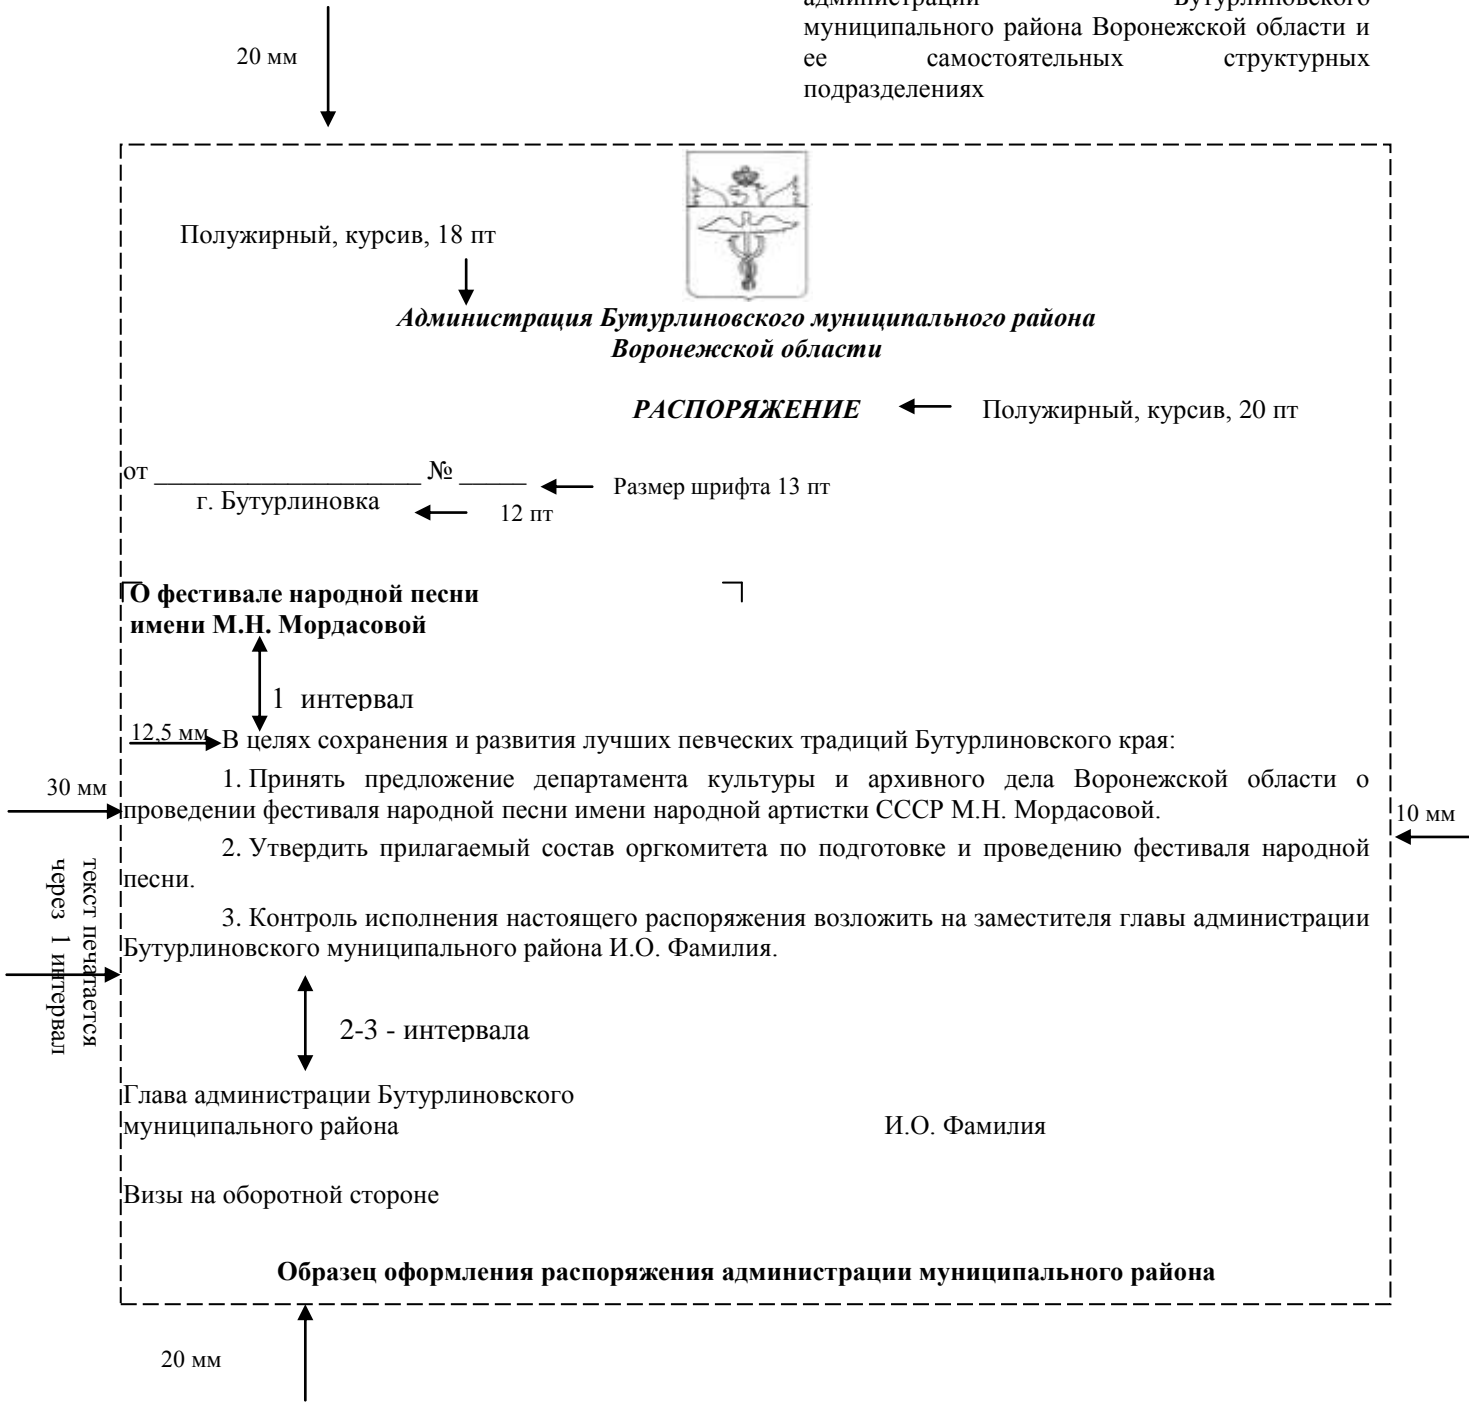 администрации Бутурлиновского
муниципального района Воронежской области и
ее самостоятельных структурных
подразделениях
20 мм
Полужирный, курсив, 18 пт
Администрация Бутурлиновского муниципального района
Воронежской области
РАСПОРЯЖЕНИЕ
Полужирный, курсив, 20 пт
от ____________________ № _____
Размер шрифта 13 пт
г. Бутурлиновка
12 пт
О фестивале народной песни
имени М.Н. Мордасовой
1 интервал
12,5 мм
В целях сохранения и развития лучших певческих традиций Бутурлиновского края:
1. Принять предложение департамента культуры и архивного дела Воронежской области о
30 мм
проведении фестиваля народной песни имени народной артистки СССР М.Н. Мордасовой.
10 мм
2. Утвердить прилагаемый состав оргкомитета по подготовке и проведению фестиваля народной
песни.
3. Контроль исполнения настоящего распоряжения возложить на заместителя главы администрации
Бутурлиновского муниципального района И.О. Фамилия.
текст печатается
через 1 интервал
2-3 - интервала
Глава администрации Бутурлиновского
муниципального района И.О. Фамилия
Визы на оборотной стороне
Образец оформления распоряжения администрации муниципального района
20 мм